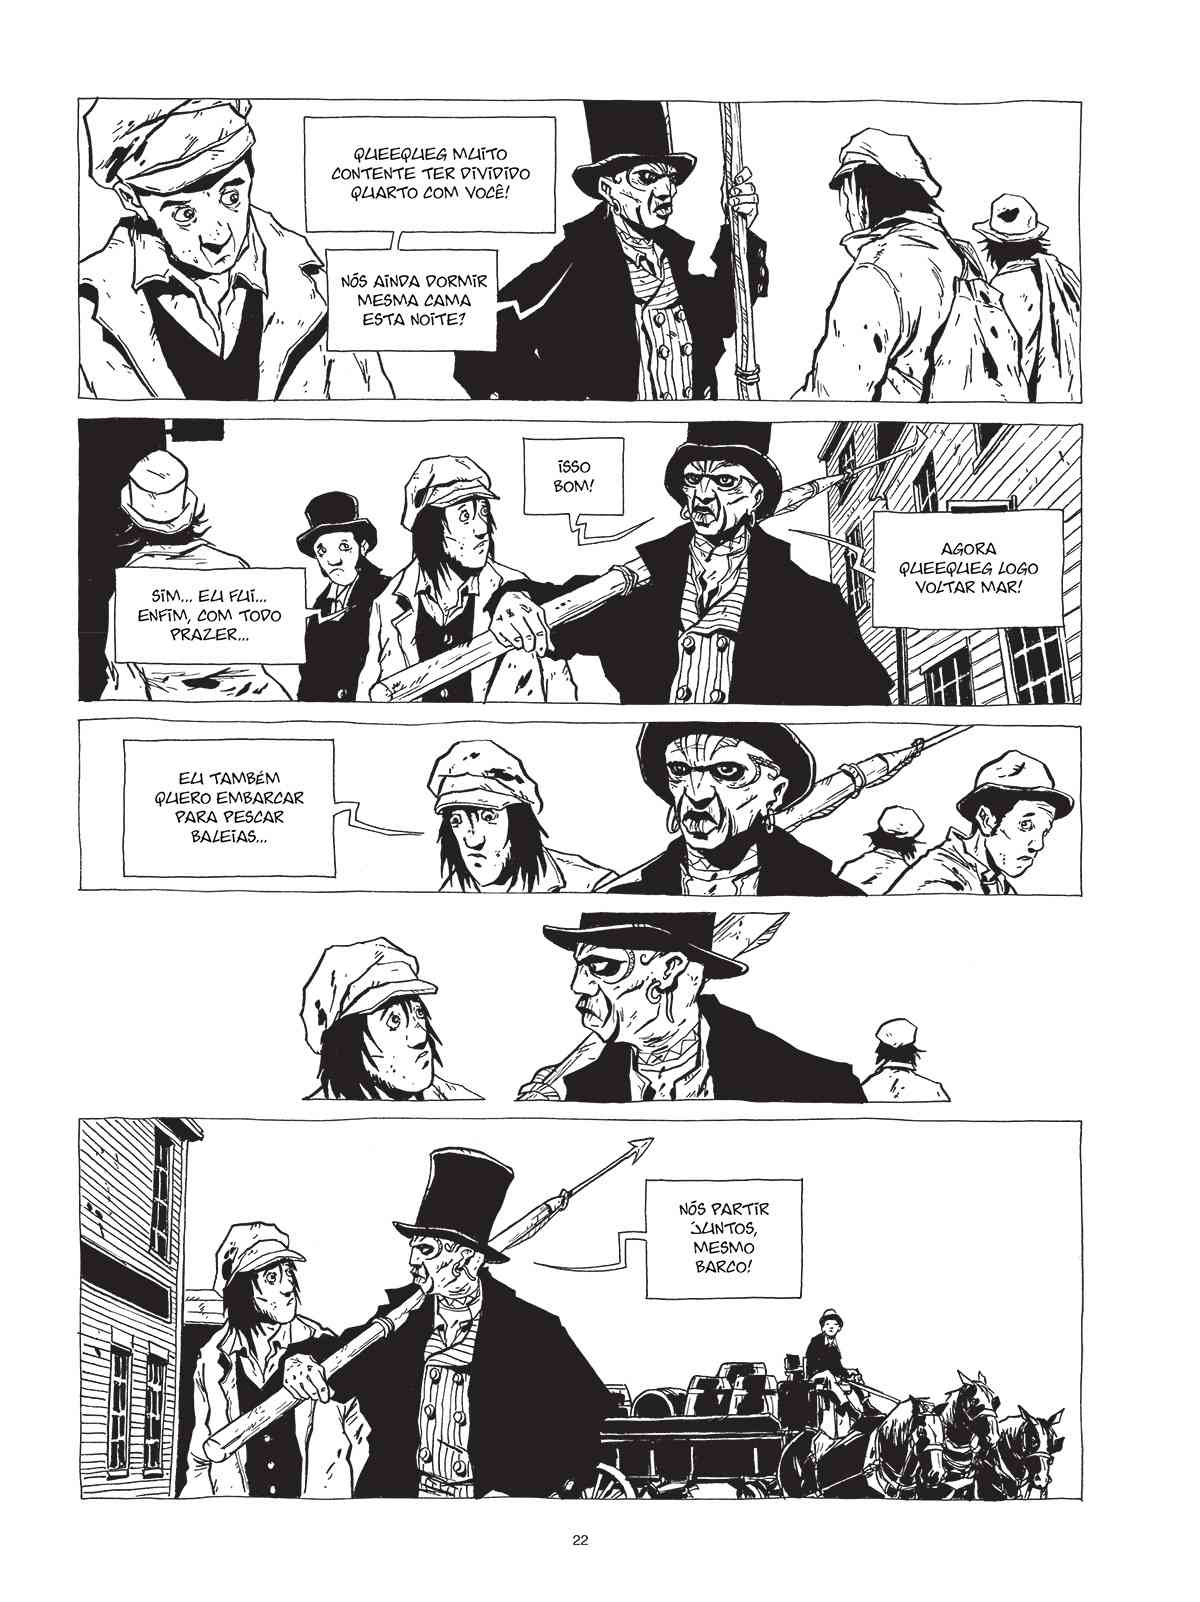 QUEEQUEG MUITO
CONTENTE TER DIVIDIDO
QUARTO COM VOCÊ!
NÓS AINDA DORMIR
MESMA CAMA
ESTA NOITE?
SIM... EU FUI...
ENFIM, COM TODO
PRAZER...
ISSO
BOM!
AGORA
QUEEQUEG LOGO
VOLTAR MAR!
EU TAMBÉM
QUERO EMBARCAR
PARA PESCAR
BALEIAS...
NÓS PARTIR
JUNTOS,
MESMO
BARCO!
22